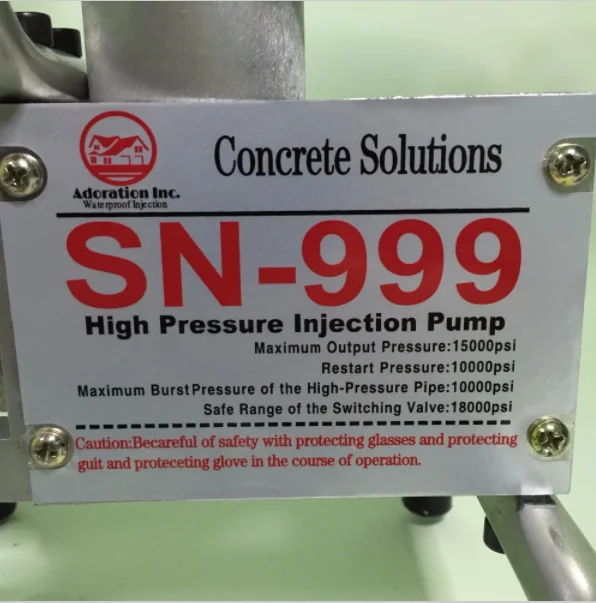 Concrete Solutions
Adoration Inc.
Waterproof Injection
SN-999
High Pressure Injection Pump
Maximum Output Pressure:15000psi
Restart Pressure:10000psi
Maximum Burst Pressure of the High-Pressure Pipe:10000psi
Safe Range of the Switching Valve:18000psi
Caution:Becareful of safety with protecting glasses and protecting
guit and proteceting glove in the course of operation.